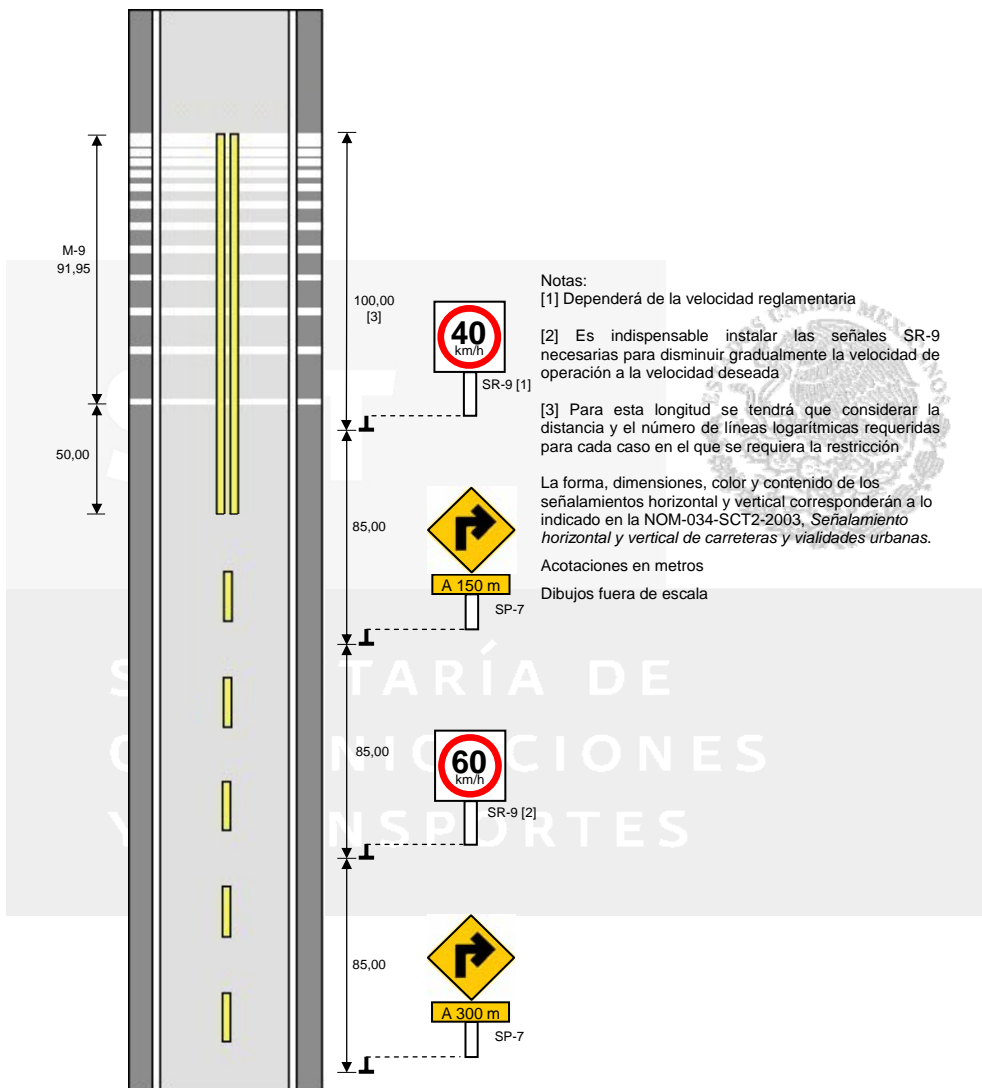 M-9
91,95
50,00
100,00
[3]
85,00
85,00
85,00
40
km/h
SR-9 [1]
A 150 m
SP-7
60
km/h
SR-9 [2]
A 300 m
SP-7
Notas:
[1] Dependerá de la velocidad reglamentaria
[2] Es indispensable instalar las señales SR-9
necesarias para disminuir gradualmente la velocidad de
operación a la velocidad deseada
[3] Para esta longitud se tendrá que considerar la
distancia y el número de líneas logarítmicas requeridas
para cada caso en el que se requiera la restricción
La forma, dimensiones, color y contenido de los
señalamientos horizontal y vertical corresponderán a lo
indicado en la NOM-034-SCT2-2003, Señalamiento
horizontal y vertical de carreteras y vialidades urbanas.
Acotaciones en metros
Dibujos fuera de escala